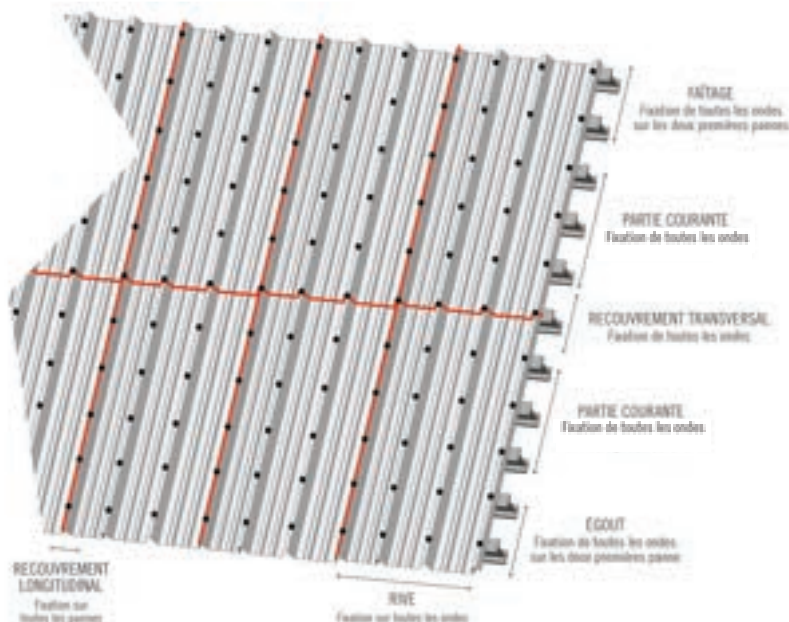 FAÎTAGE
Fixation de toutes les ondes
sur les deux premières pannes
PARTIE COURANTE
Fixation de toutes les ondes
RECOUVREMENT TRANSVERSAL
Fixation de toutes les ondes
PARTIE COURANTE
Fixation de toutes les ondes
ÉGOUT
Fixation de toutes les ondes
sur les deux premières panne
RECOUVREMENT
LONGITUDINAL
Fixation sur
toutes les pannes
RIVE
Fixation sur toutes les ondes